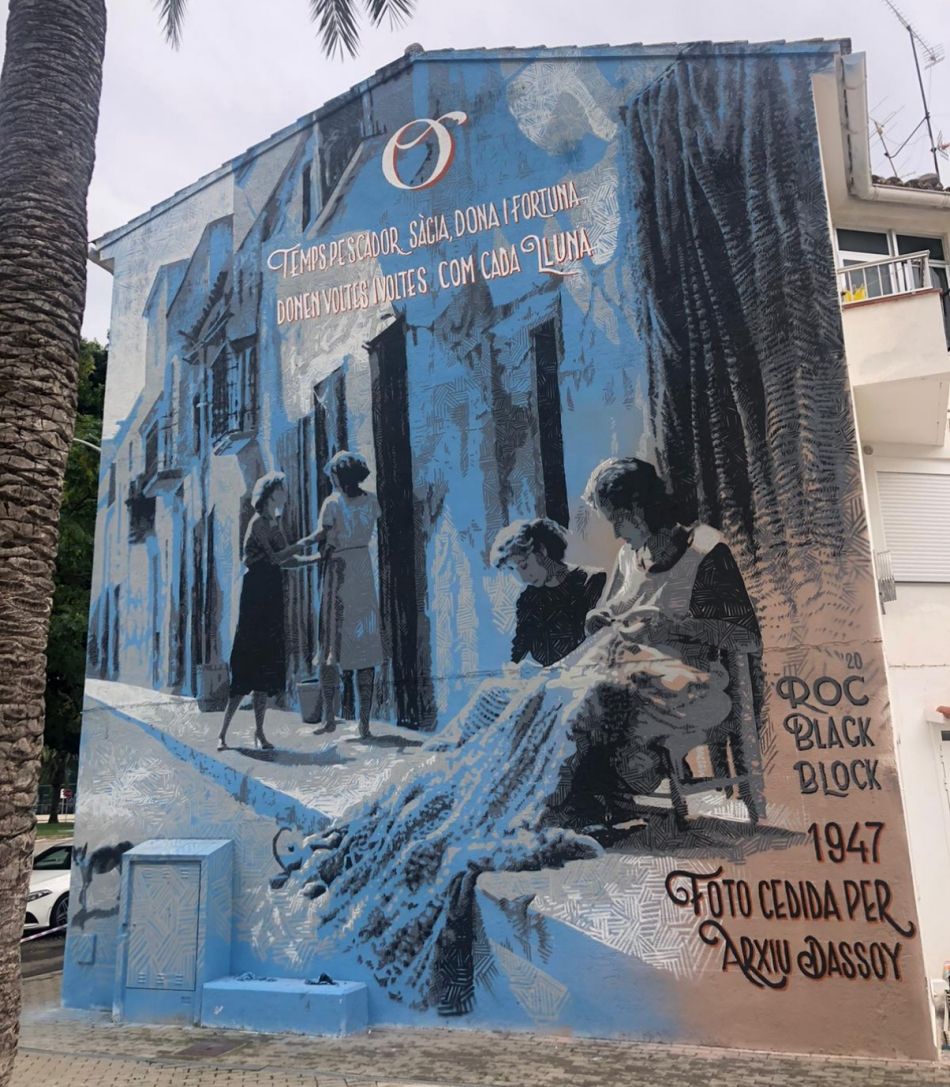 Ó
TEMPS PESCADOR SÀCIA, DONA I FORTUNA
DONEN VOLTES NOLTES COM CADA LLUNA
'20
ROC
BLACK
BLOCK
1947
FOTO CEDIDA PER
ARXIU DASSOY